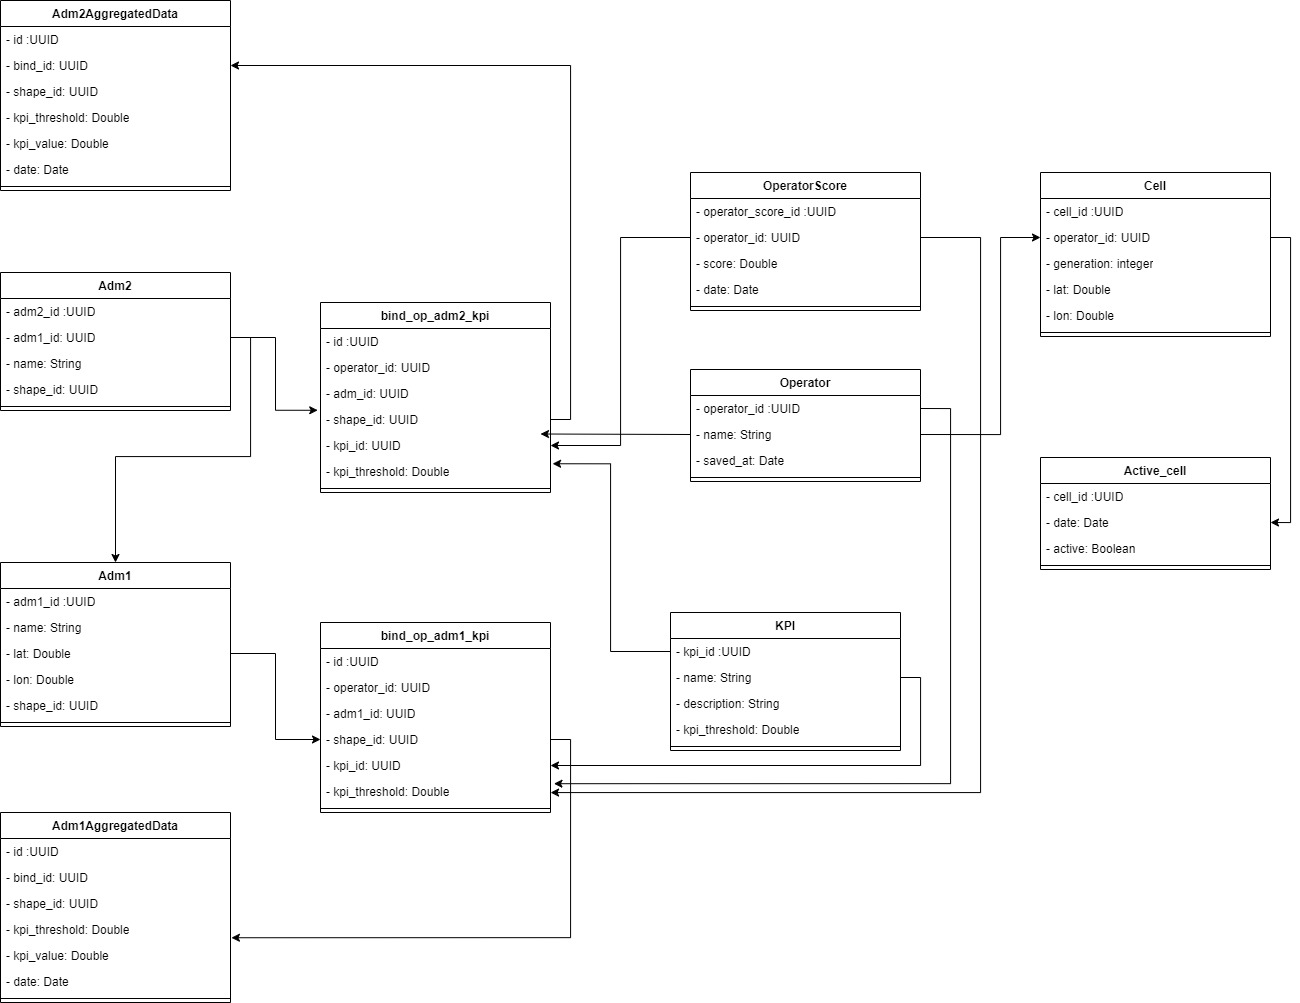 Adm2AggregatedData
- id :UUID
- bind_id: UUID
- shape_id: UUID
- kpi_threshold: Double
- kpi_value: Double
- date: Date
Adm2
- adm2_id :UUID
- adm1_id: UUID
- name: String
- shape_id: UUID
Adm1
- adm1_id :UUID
- name: String
- lat: Double
- lon: Double
- shape_id: UUID
Adm1AggregatedData
- id :UUID
- bind_id: UUID
- shape_id: UUID
- kpi_threshold: Double
- kpi_value: Double
- date: Date
bind_op_adm2_kpi
- id :UUID
- operator_id: UUID
- adm_id: UUID
- shape_id: UUID
- kpi_id: UUID
- kpi_threshold: Double
bind_op_adm1_kpi
- id :UUID
- operator_id: UUID
- adm1_id: UUID
- shape_id: UUID
- kpi_id: UUID
- kpi_threshold: Double
OperatorScore
- operator_score_id :UUID
- operator_id: UUID
- score: Double
- date: Date
Operator
- operator_id :UUID
- name: String
- saved_at: Date
KPI
- kpi_id :UUID
- name: String
- description: String
- kpi_threshold: Double
Cell
- cell_id :UUID
- operator_id: UUID
- generation: integer
- lat: Double
- lon: Double
Active_cell
- cell_id :UUID
- date: Date
- active: Boolean